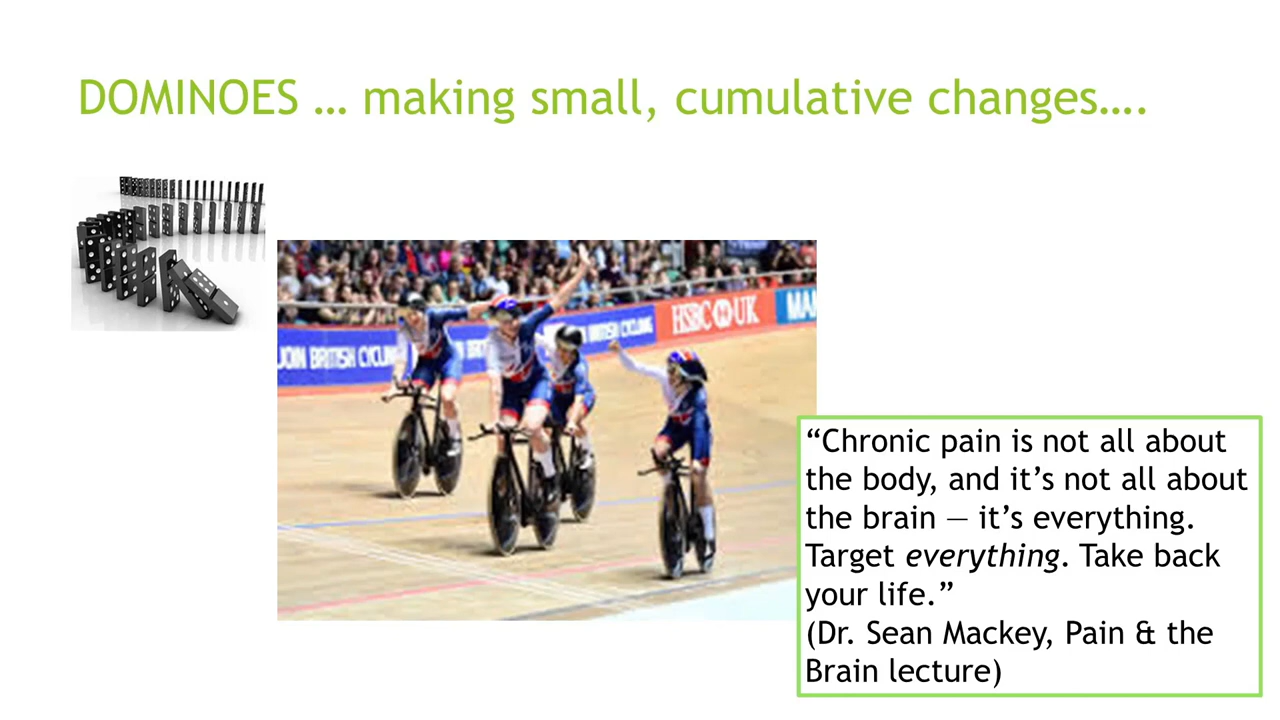 DOMINOES … making small, cumulative changes….
JOIN BRITISH CYCLING
BRITISH CYCLING
HSBC UK
“Chronic pain is not all about
the body, and it’s not all about
the brain — it’s everything.
Target everything. Take back
your life.”
(Dr. Sean Mackey, Pain & the
Brain lecture)